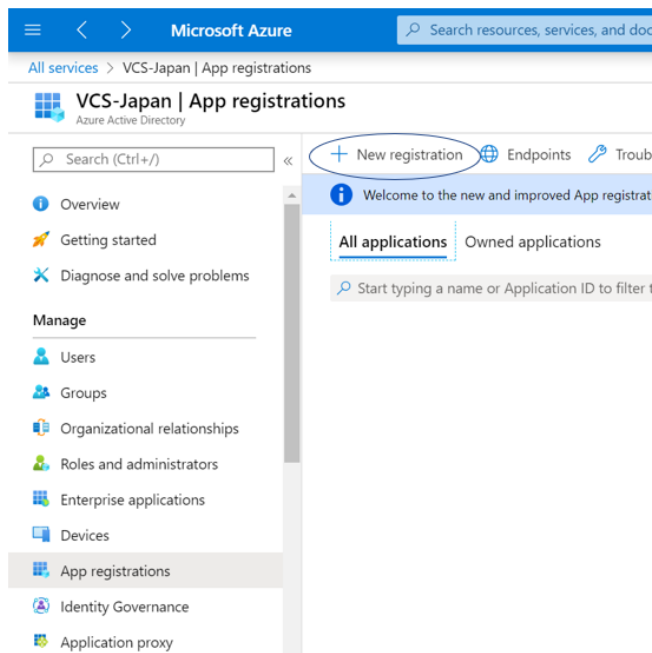 Microsoft Azure
Search resources, services, and doc
All services > VCS-Japan | App registrations
VCS-Japan | App registrations
Azure Active Directory
Search (Ctrl+/)
«
Overview
Getting started
Diagnose and solve problems
Manage
Users
Groups
Organizational relationships
Roles and administrators
Enterprise applications
Devices
App registrations
Identity Governance
Application proxy
+ New registration
Endpoints
Troub
Welcome to the new and improved App registrat
All applications
Owned applications
Start typing a name or Application ID to filter t